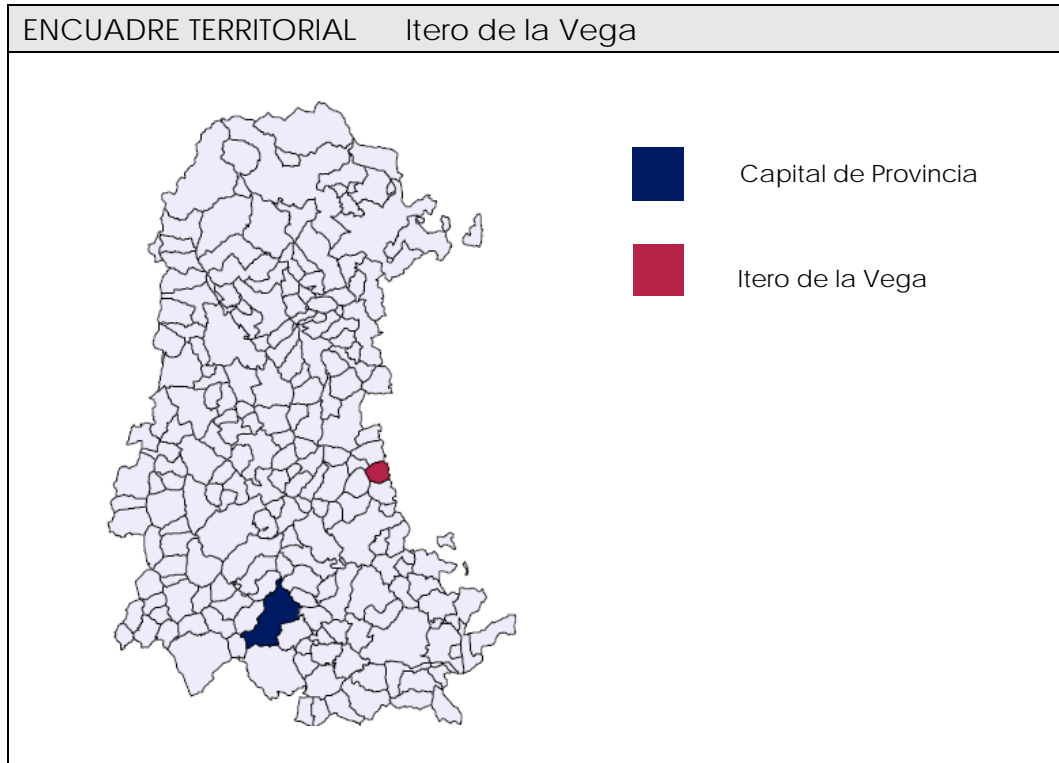 ENCUADRE TERRITORIAL Itero de la Vega
Capital de Provincia
Itero de la Vega